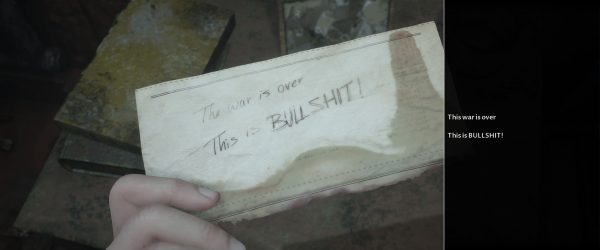 The war is over
This is BULLSHIT!
This war is over
This is BULLSHIT!